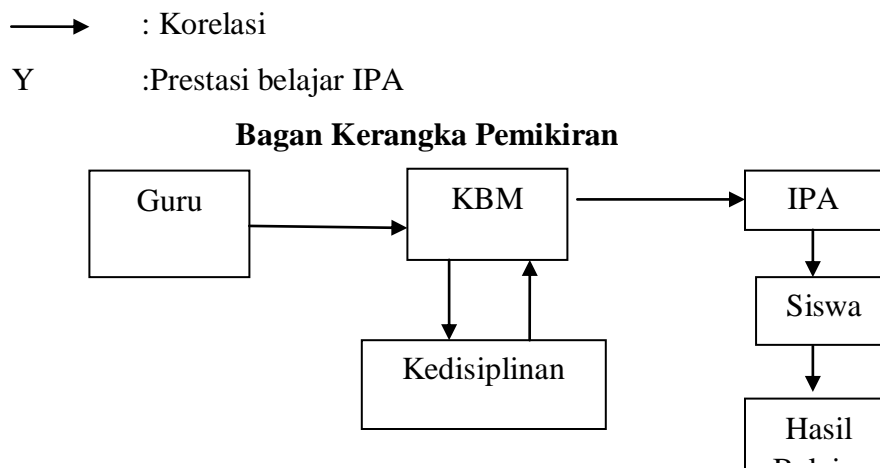 : Korelasi
Y :Prestasi belajar IPA
Bagan Kerangka Pemikiran
Guru
KBM
IPA
Siswa
Kedisiplinan
Hasil